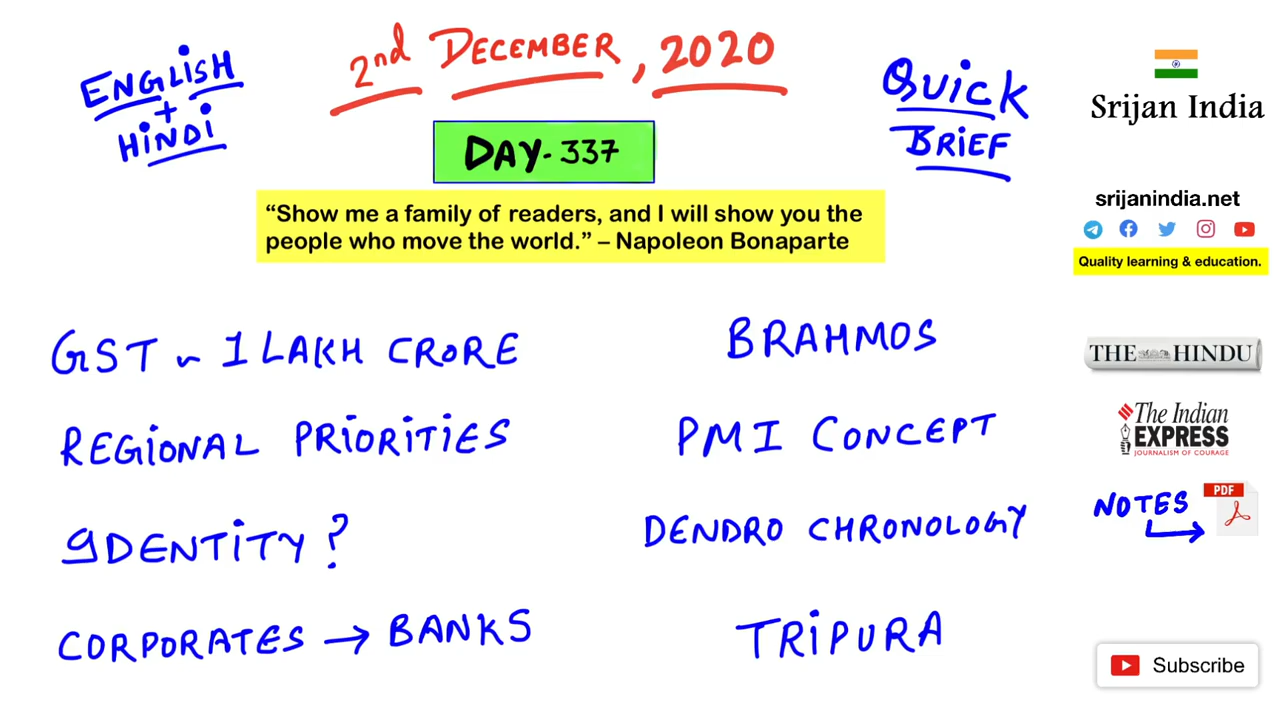 ENGLISH
+
HINDI
2nd DECEMBER, 2020
QUICK
BRIEF
Srijan India
DAY-337
srijanindia.net
Quality learning & education.
“Show me a family of readers, and I will show you the
people who move the world.” – Napoleon Bonaparte
GST ~ 1 LAKH CRORE
REGIONAL PRIORITIES
IDENTITY?
CORPORATES → BANKS
BRAHMOS
PMI CONCEPT
DENDRO CHRONOLOGY
TRIPURA
THE HINDU
The Indian
EXPRESS
JOURNALISM OF COURAGE
NOTES
PDF
Subscribe